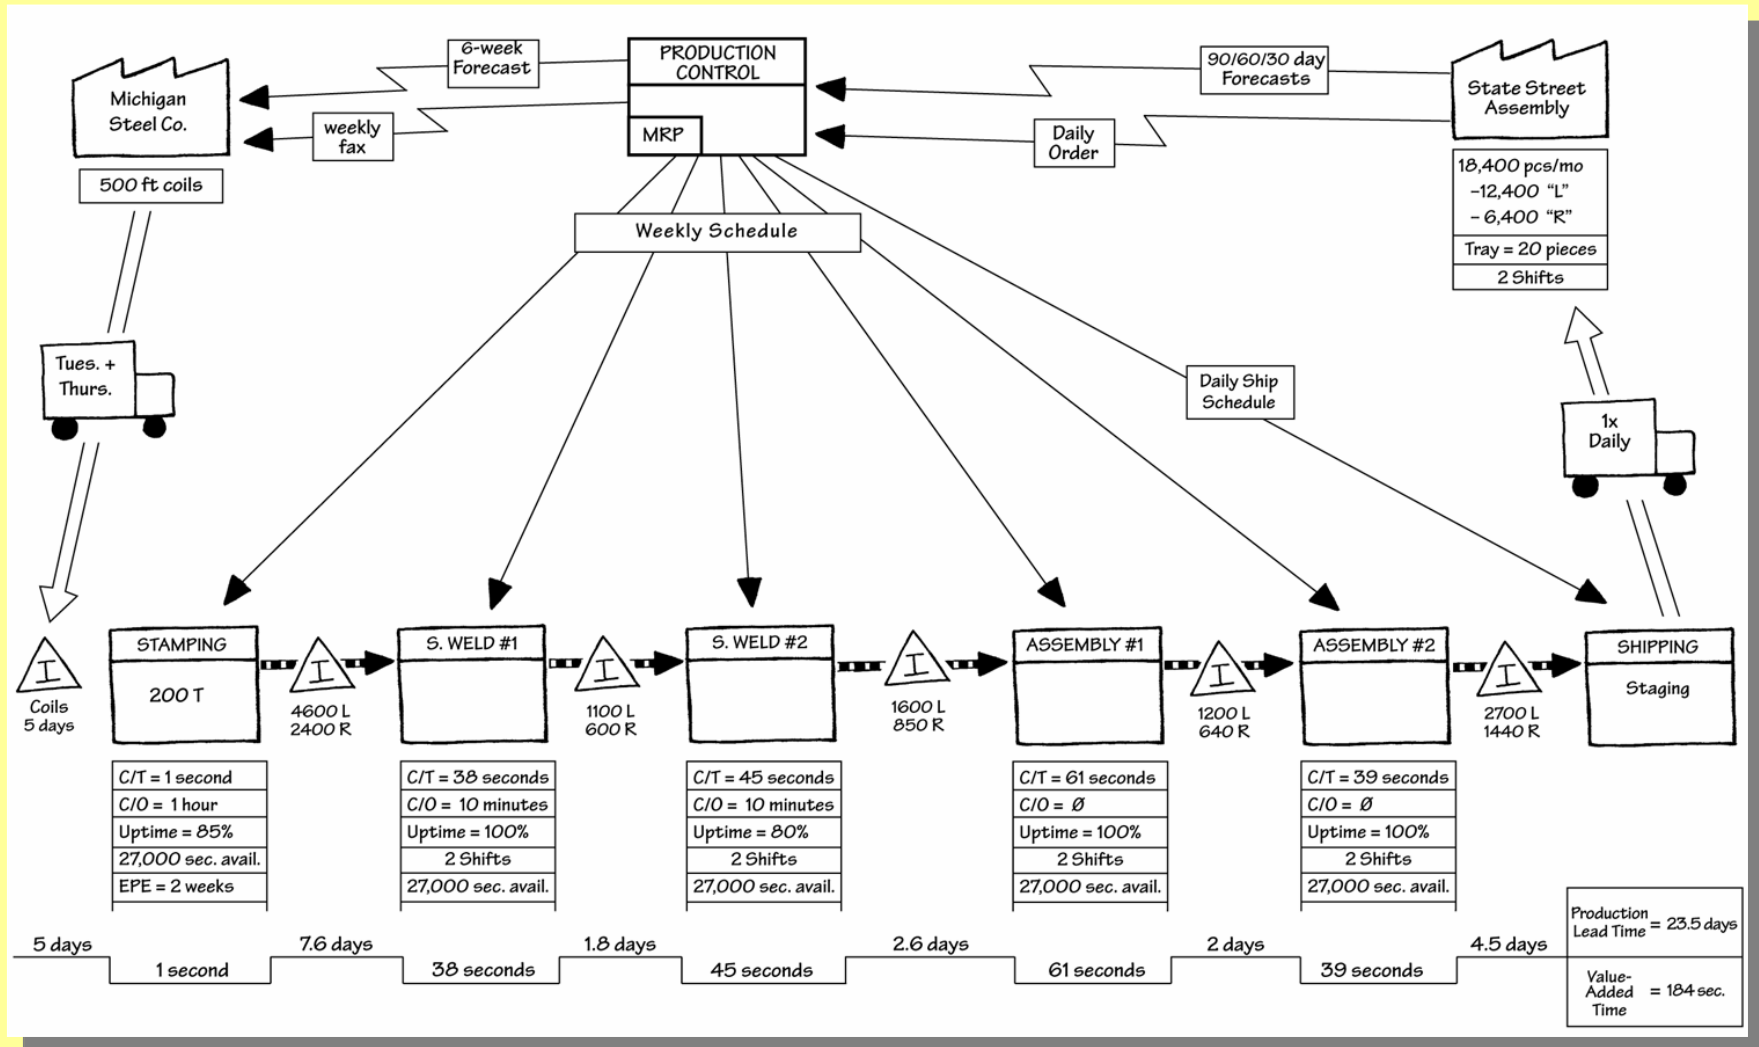 Michigan
Steel Co.
500 ft coils
6-week
Forecast
weekly
fax
PRODUCTION
CONTROL
MRP
90/60/30 day
Forecasts
Daily
Order
State Street
Assembly
18,400 pcs/mo
-12,400 "L"
- 6,400 "R"
Tray = 20 pieces
2 Shifts
Weekly Schedule
Tues. +
Thurs.
Daily Ship
Schedule
1x
Daily
I
Coils
5 days
STAMPING
200 T
I
4600 L
2400 R
S. WELD #1
I
1100 L
600 R
S. WELD #2
I
1600 L
850 R
ASSEMBLY #1
I
1200 L
640 R
ASSEMBLY #2
I
2700 L
1440 R
SHIPPING
Staging
C/T = 1 second
C/O = 1 hour
Uptime = 85%
27,000 sec. avail.
EPE = 2 weeks
C/T = 38 seconds
C/O = 10 minutes
Uptime = 100%
2 Shifts
27,000 sec. avail.
C/T = 45 seconds
C/O = 10 minutes
Uptime = 80%
2 Shifts
27,000 sec. avail.
C/T = 61 seconds
C/O = Ø
Uptime = 100%
2 Shifts
27,000 sec. avail.
C/T = 39 seconds
C/O = Ø
Uptime = 100%
2 Shifts
27,000 sec. avail.
5 days
1 second
7.6 days
38 seconds
1.8 days
45 seconds
2.6 days
61 seconds
2 days
39 seconds
4.5 days
Production
Lead Time = 23.5 days
Value-
Added = 184 sec.
Time